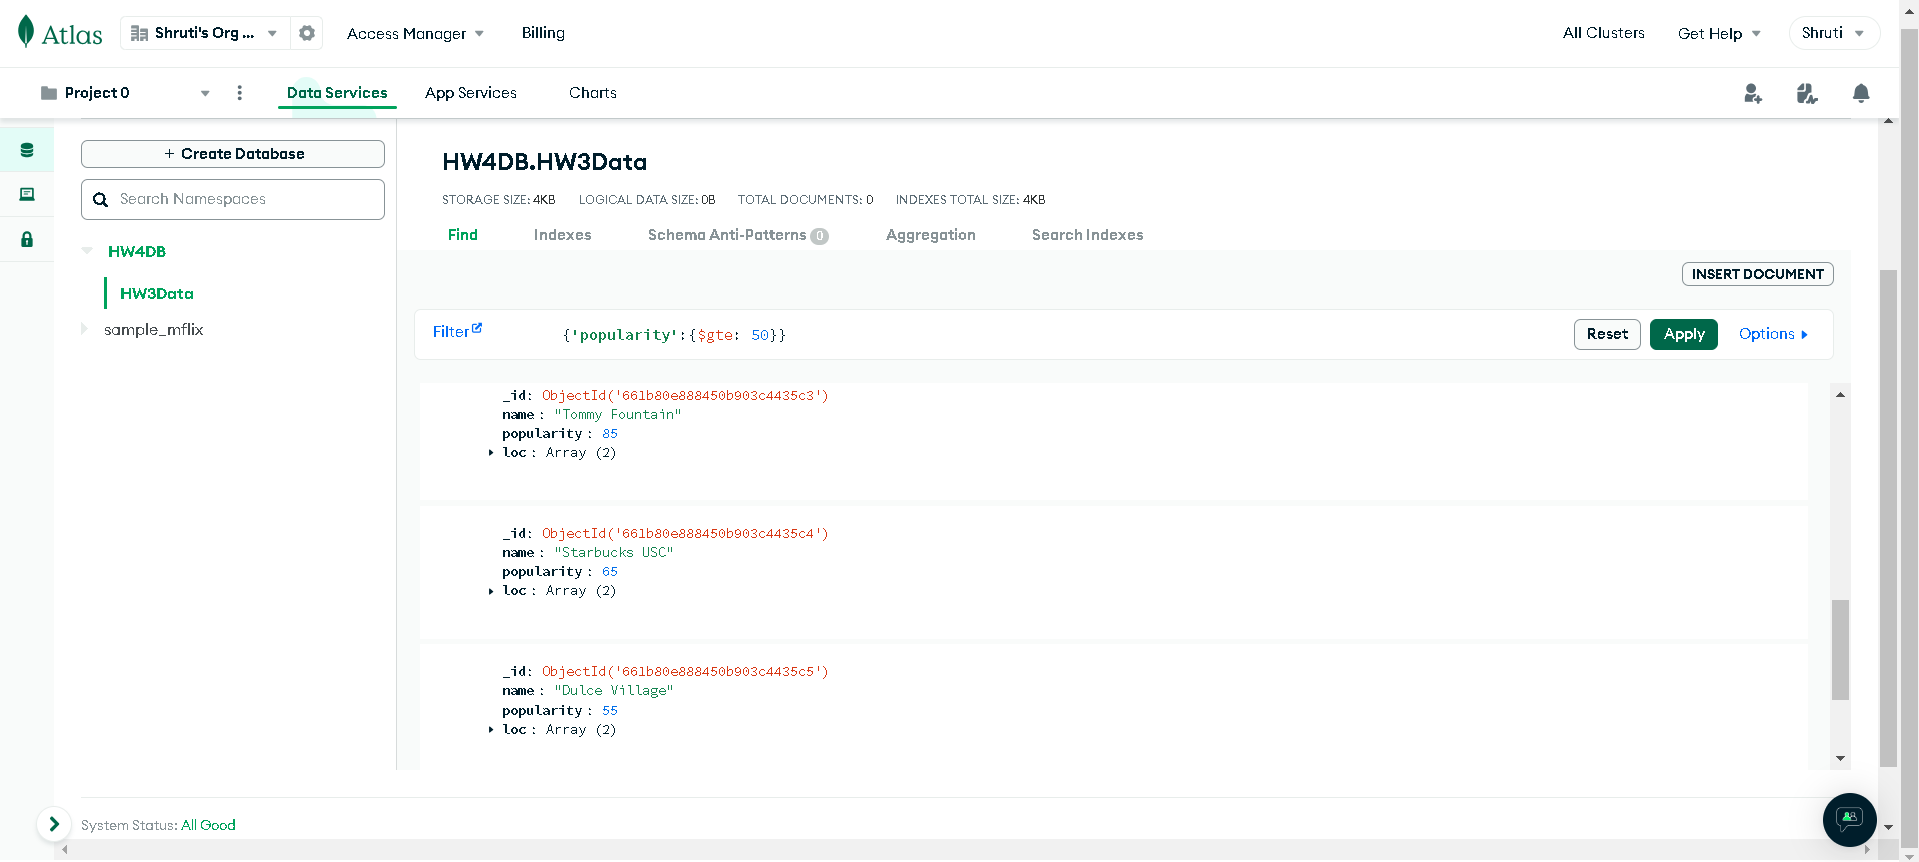 Atlas
Shruti's Org ...
Access Manager
Billing
All Clusters
Get Help
Shruti
Project 0
Data Services
App Services
Charts
+ Create Database
Search Namespaces
HW4DB
HW3Data
sample_mflix
HW4DB.HW3Data
STORAGE SIZE: 4KB LOGICAL DATA SIZE: 0B TOTAL DOCUMENTS: 0 INDEXES TOTAL SIZE: 4KB
Find Indexes Schema Anti-Patterns 0 Aggregation Search Indexes
INSERT DOCUMENT
Filter {'popularity':{$gte: 50}} Reset Apply Options
_id: ObjectId('661b80e888450b903c4435c3')
name : "Tommy Fountain"
popularity : 85
loc : Array (2)
_id: ObjectId('661b80e888450b903c4435c4')
name : "Starbucks USC"
popularity : 65
loc : Array (2)
_id: ObjectId('661b80e888450b903c4435c5')
name : "Dulce Village"
popularity : 55
loc : Array (2)
System Status: All Good